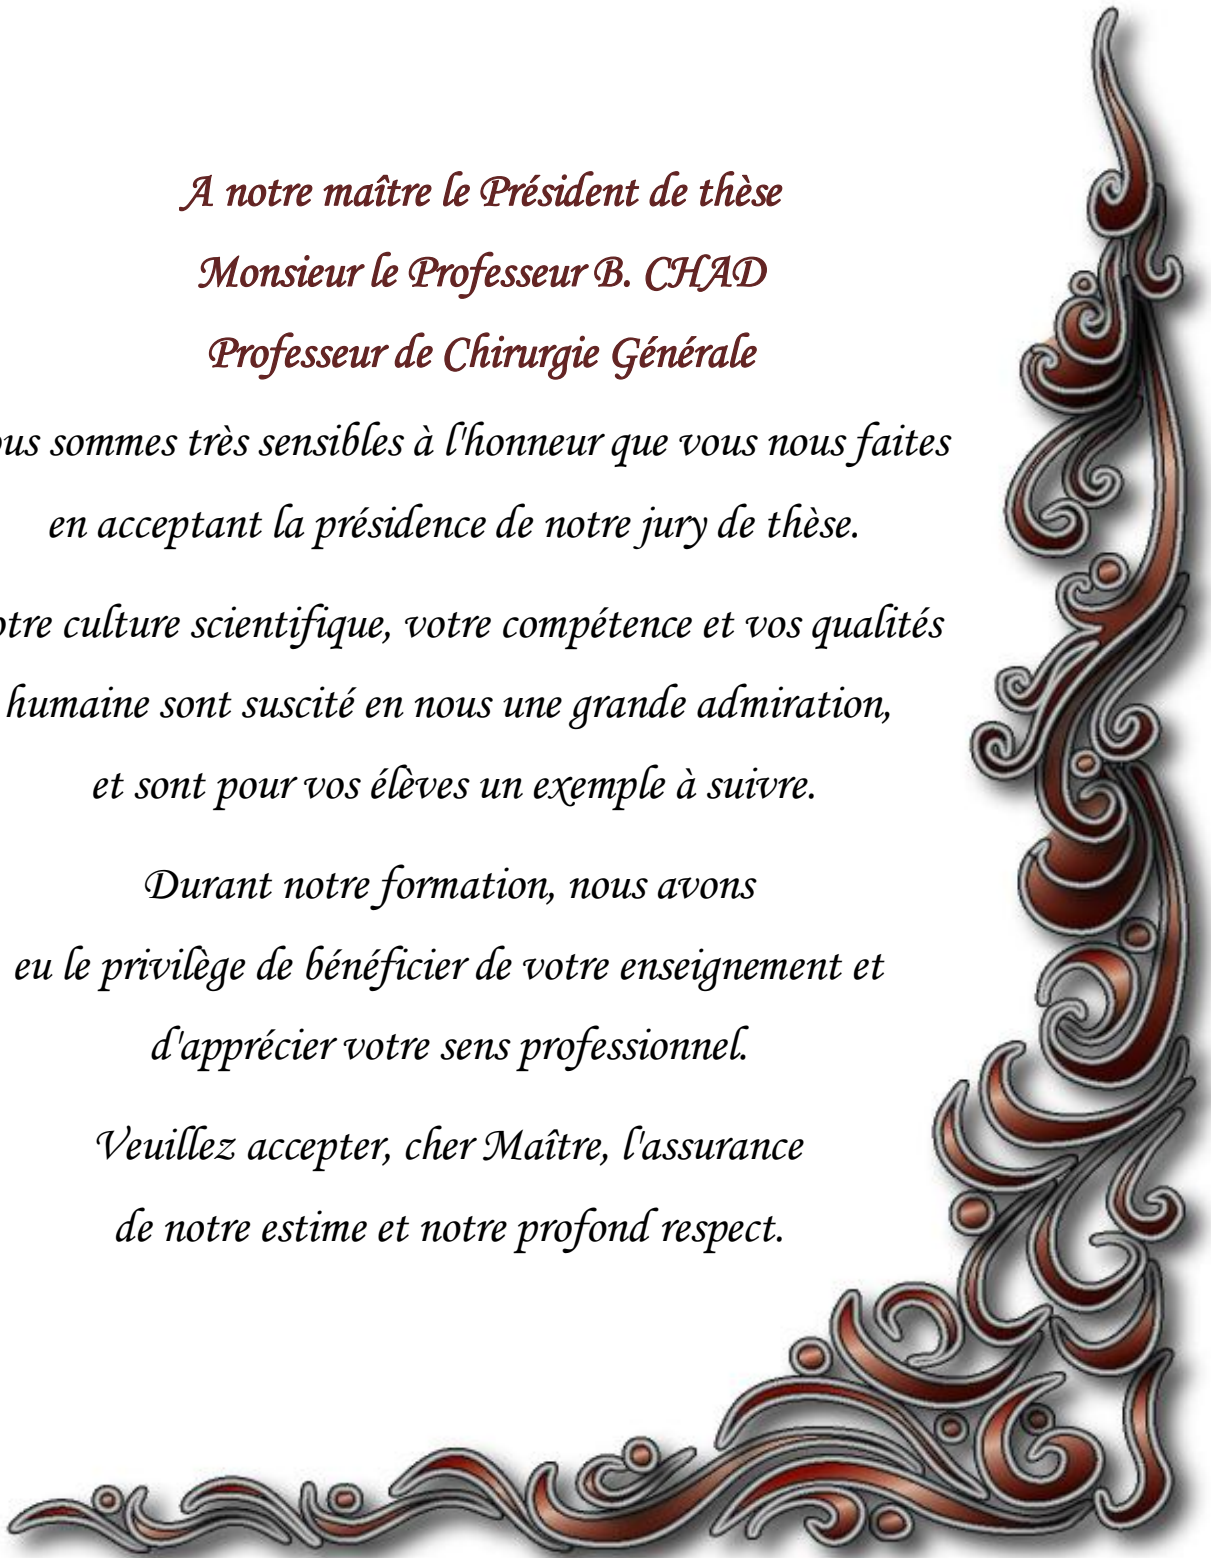 A notre maître le Président de thèse
Monsieur le Professeur B. CHAD
Professeur de Chirurgie Générale
ous sommes très sensibles à l'honneur que vous nous faites
en acceptant la présidence de notre jury de thèse.
otre culture scientifique, votre compétence et vos qualités
humaine sont suscité en nous une grande admiration,
et sont pour vos élèves un exemple à suivre.
Durant notre formation, nous avons
eu le privilège de bénéficier de votre enseignement et
d'apprécier votre sens professionnel.
Veuillez accepter, cher Maître, l'assurance
de notre estime et notre profond respect.